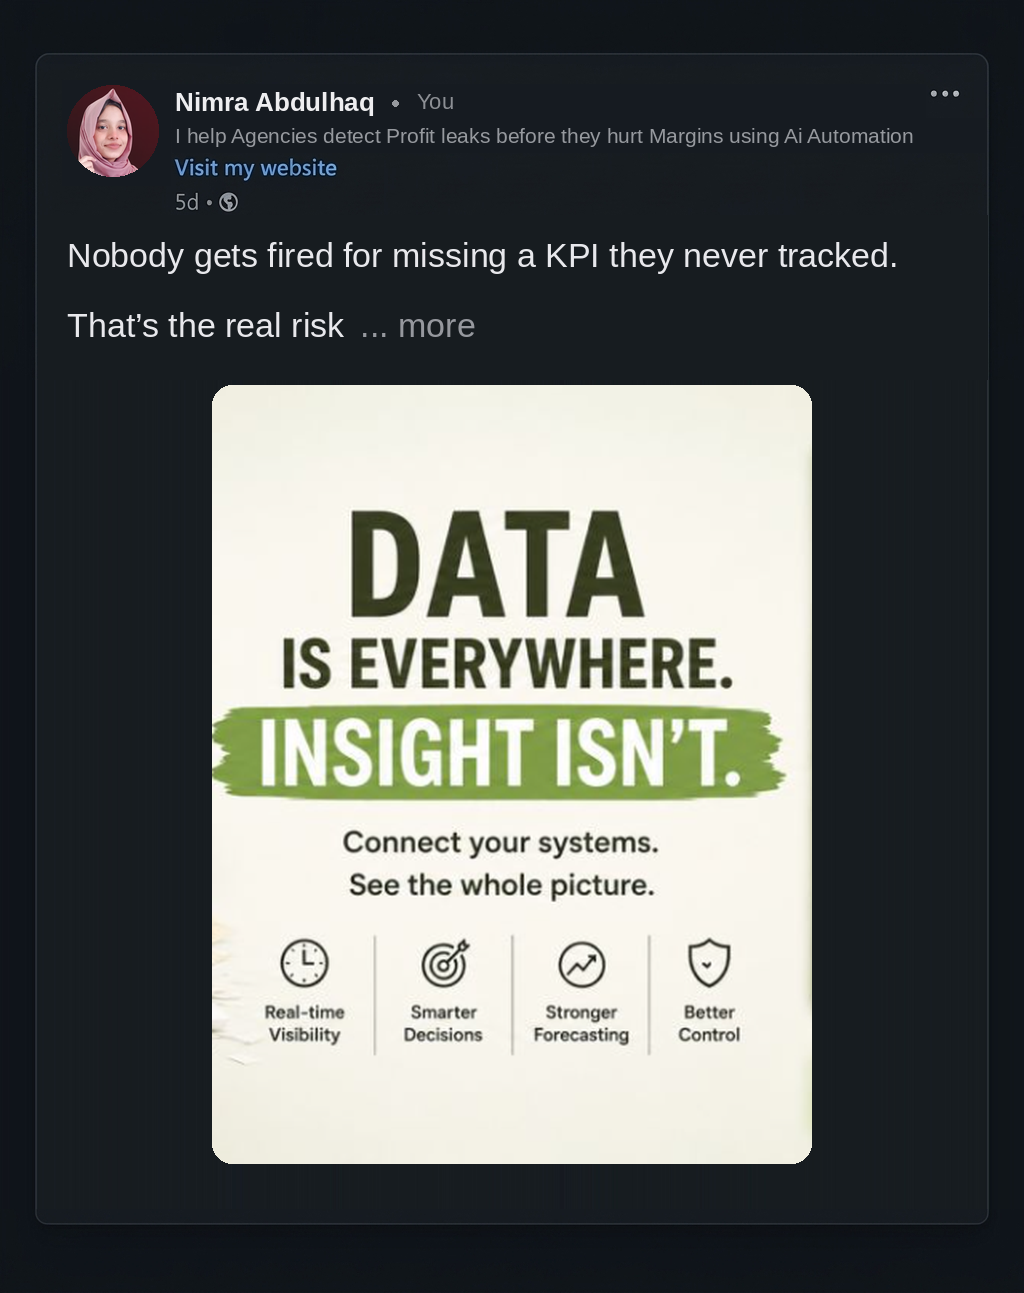 Nimra Abdulhaq • You
I help Agencies detect Profit leaks before they hurt Margins using Ai Automation
Visit my website
5d •
Nobody gets fired for missing a KPI they never tracked.
That’s the real risk ... more
DATA
IS EVERYWHERE.
INSIGHT ISN’T.
Connect your systems.
See the whole picture.
Real-time Smarter Stronger Better
Visibility Decisions Forecasting Control